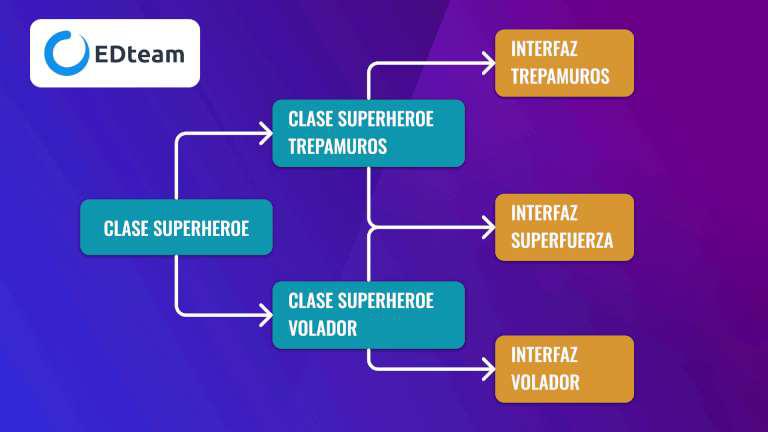 EDteam
INTERFAZ
TREPAMUROS
CLASE SUPERHEROE
TREPAMUROS
CLASE SUPERHEROE
INTERFAZ
SUPERFUERZA
CLASE SUPERHEROE
VOLADOR
INTERFAZ
VOLADOR